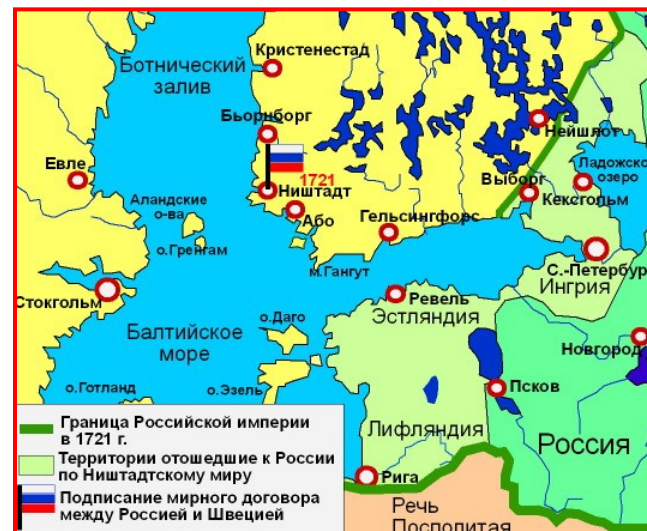 Кристенестад
Ботнический
залив
Бьорнборг
Нейшлот
Евле
1721
Ништадт
Ладожско
озеро
Выборг
Кексгольм
Аландские
о-ва
Або
Гельсингфорс
о.Гренгам
м.Гангут
С.-Петербур
Ингрия
Стокгольм
Ревель
Эстляндия
о.Даго
Балтийское
море
Новгород
о.Готланд
о.Эзель
Псков
Лифляндия
Россия
Рига
Речь
Посполитая
Граница Российской империи
в 1721 г.
Территории отошедшие к России
по Ништадтскому миру
Подписание мирного договора
между Россией и Швецией